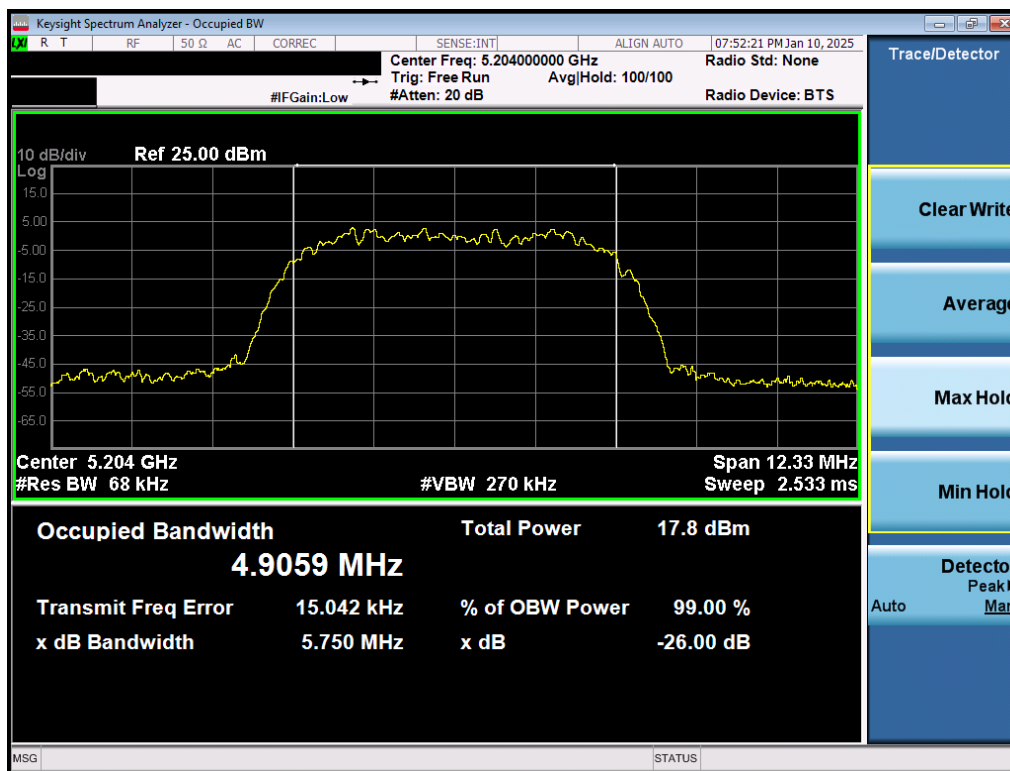 Keysight Spectrum Analyzer - Occupied BW
LXI R T RF 50 Ω AC CORREC SENSE:INT ALIGN AUTO 07:52:21 PM Jan 10, 2025
Center Freq: 5.204000000 GHz Radio Std: None
Trig: Free Run Avg|Hold: 100/100
#IFGain:Low #Atten: 20 dB Radio Device: BTS
Trace/Detector
10 dB/div Ref 25.00 dBm
Log
15.0
5.00
-5.00
-15.0
-25.0
-35.0
-45.0
-55.0
-65.0
Center 5.204 GHz Span 12.33 MHz
#Res BW 68 kHz #VBW 270 kHz Sweep 2.533 ms
Occupied Bandwidth Total Power 17.8 dBm
4.9059 MHz
Transmit Freq Error 15.042 kHz % of OBW Power 99.00 %
x dB Bandwidth 5.750 MHz x dB -26.00 dB
Clear Write
Average
Max Hold
Min Hold
Detecto
Peak
Auto Man
MSG STATUS